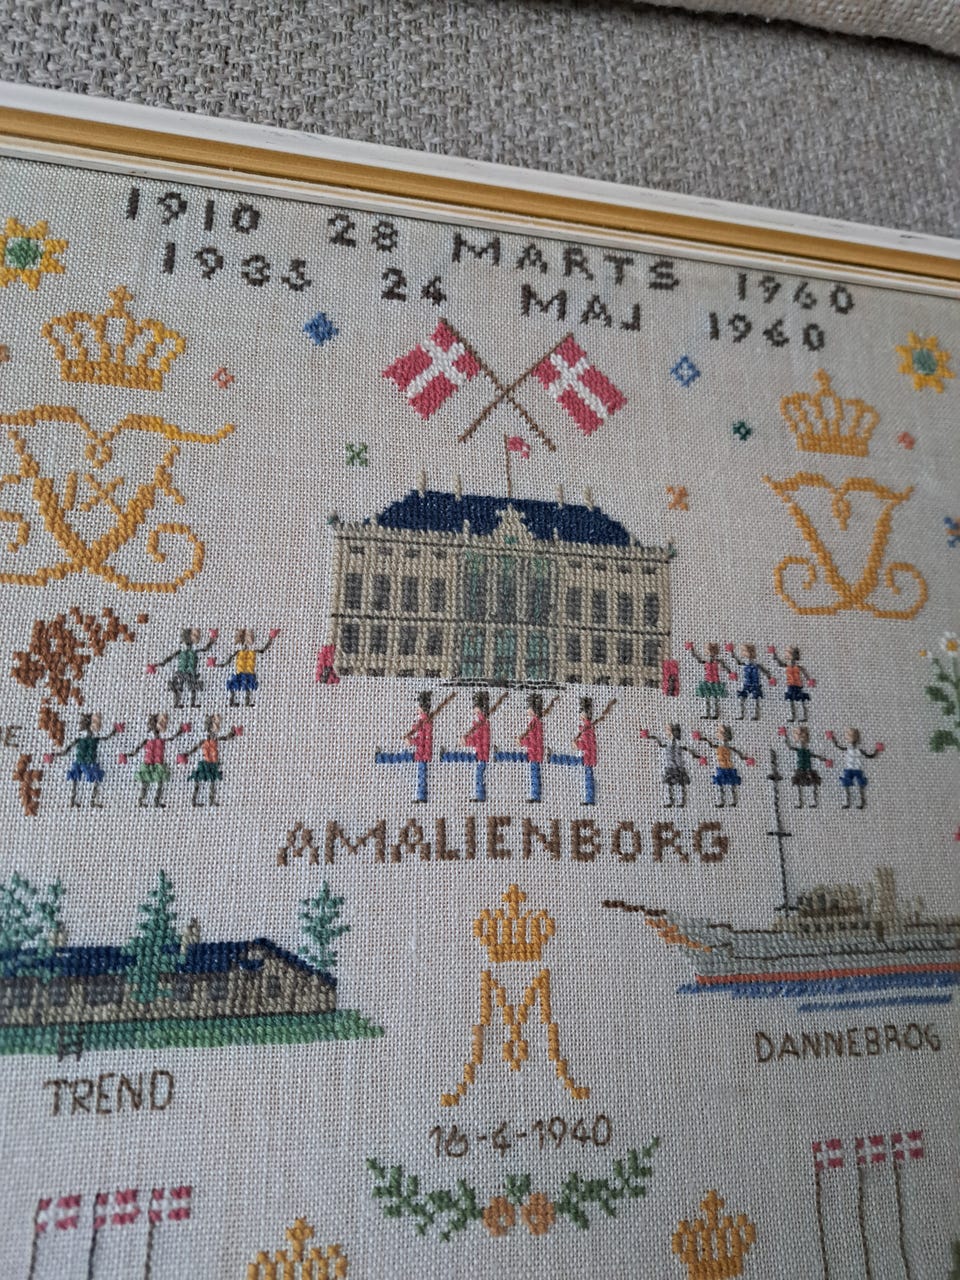 1910 28 MARTS 1960
1935 24 MAJ 1960
AMALIENBORG
DANNEBROG
TREND
16-4-1940